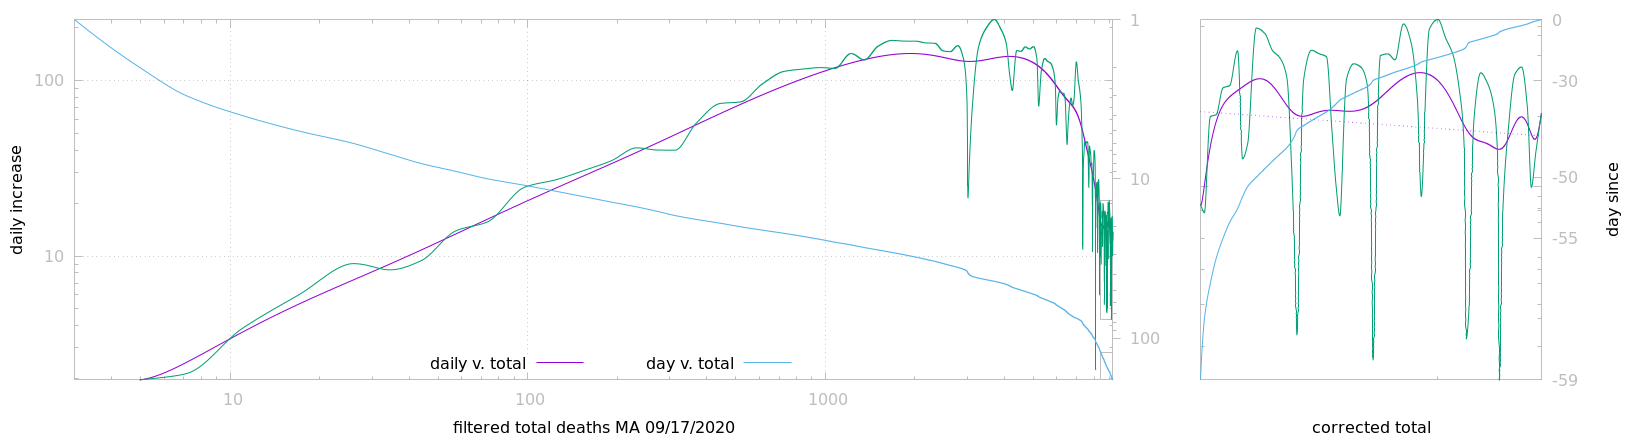 1
0
100
-30
10
-50
daily increase
day since
10
-55
100
daily v. total
day v. total
-59
10
100
1000
filtered total deaths MA 09/17/2020
corrected total